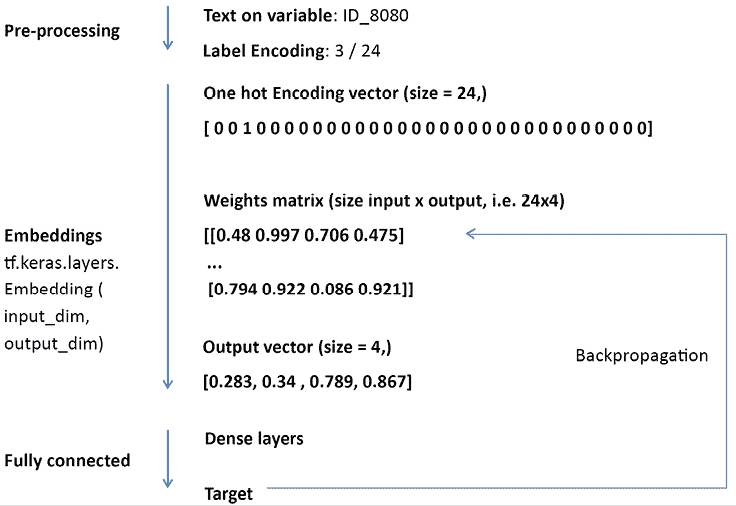 Pre-processing
Text on variable: ID_8080
Label Encoding: 3 / 24
One hot Encoding vector (size = 24,)
[ 0 0 1 0 0 0 0 0 0 0 0 0 0 0 0 0 0 0 0 0 0 0 0 0 0 0 0 0 0 0 0]
Weights matrix (size input x output, i.e. 24x4)
[[0.48 0.997 0.706 0.475]
...
[0.794 0.922 0.086 0.921]]
Embeddings
tf.keras.layers.
Embedding (
input_dim,
output_dim)
Output vector (size = 4,)
[0.283, 0.34 , 0.789, 0.867]
Backpropagation
Fully connected
Dense layers
Target